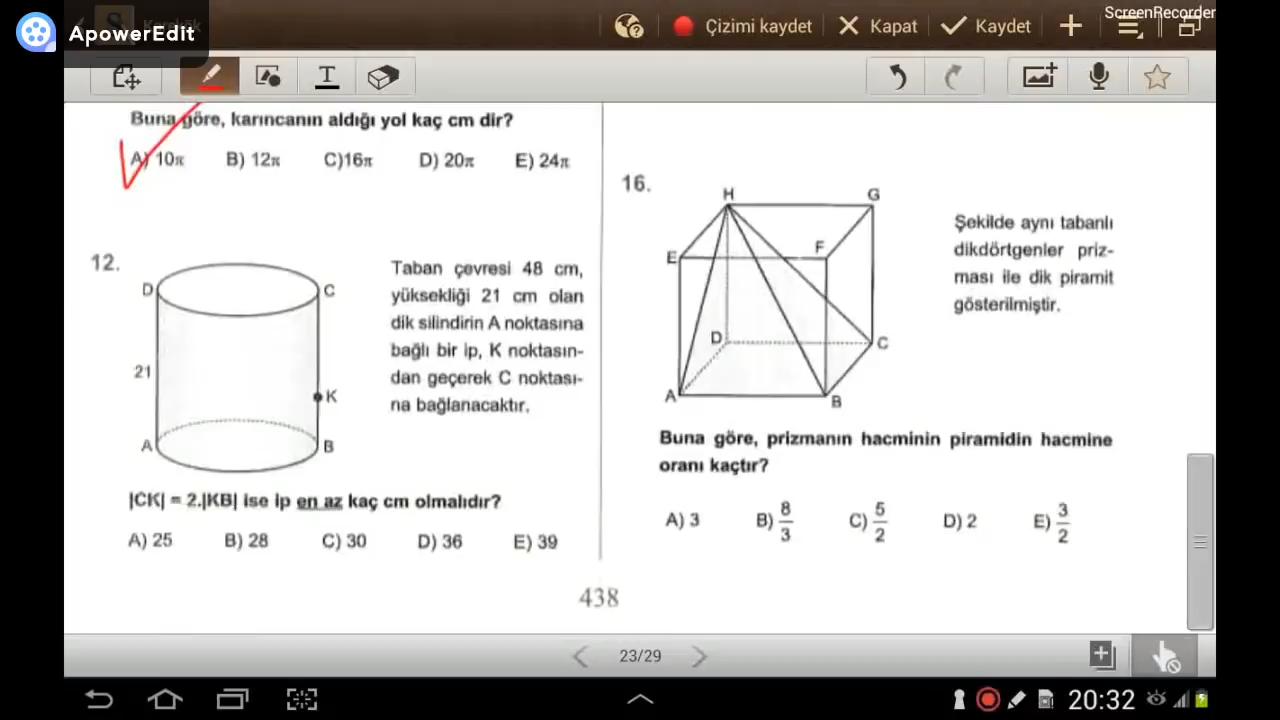 ScreenRecorder
ApowerEdit
Çizimi kaydet
Kapat
Kaydet
T
Buna göre, karıncanın aldığı yol kaç cm dir?
A) 10π B) 12π C)16π D) 20π E) 24π
12.
D
C
21
K
A
B
Taban çevresi 48 cm,
yüksekliği 21 cm olan
dik silindirin A noktasına
bağlı bir ip, K noktasın-
dan geçerek C noktası-
na bağlanacaktır.
|CK| = 2.|KB| ise ip en az kaç cm olmalıdır?
A) 25 B) 28 C) 30 D) 36 E) 39
16.
H
G
E
F
D
C
A
B
Şekilde aynı tabanlı
dikdörtgenler priz-
ması ile dik piramit
gösterilmiştir.
Buna göre, prizmanın hacminin piramidin hacmine
oranı kaçtır?
A) 3 B) 8/3 C) 5/2 D) 2 E) 3/2
438
23/29
20:32